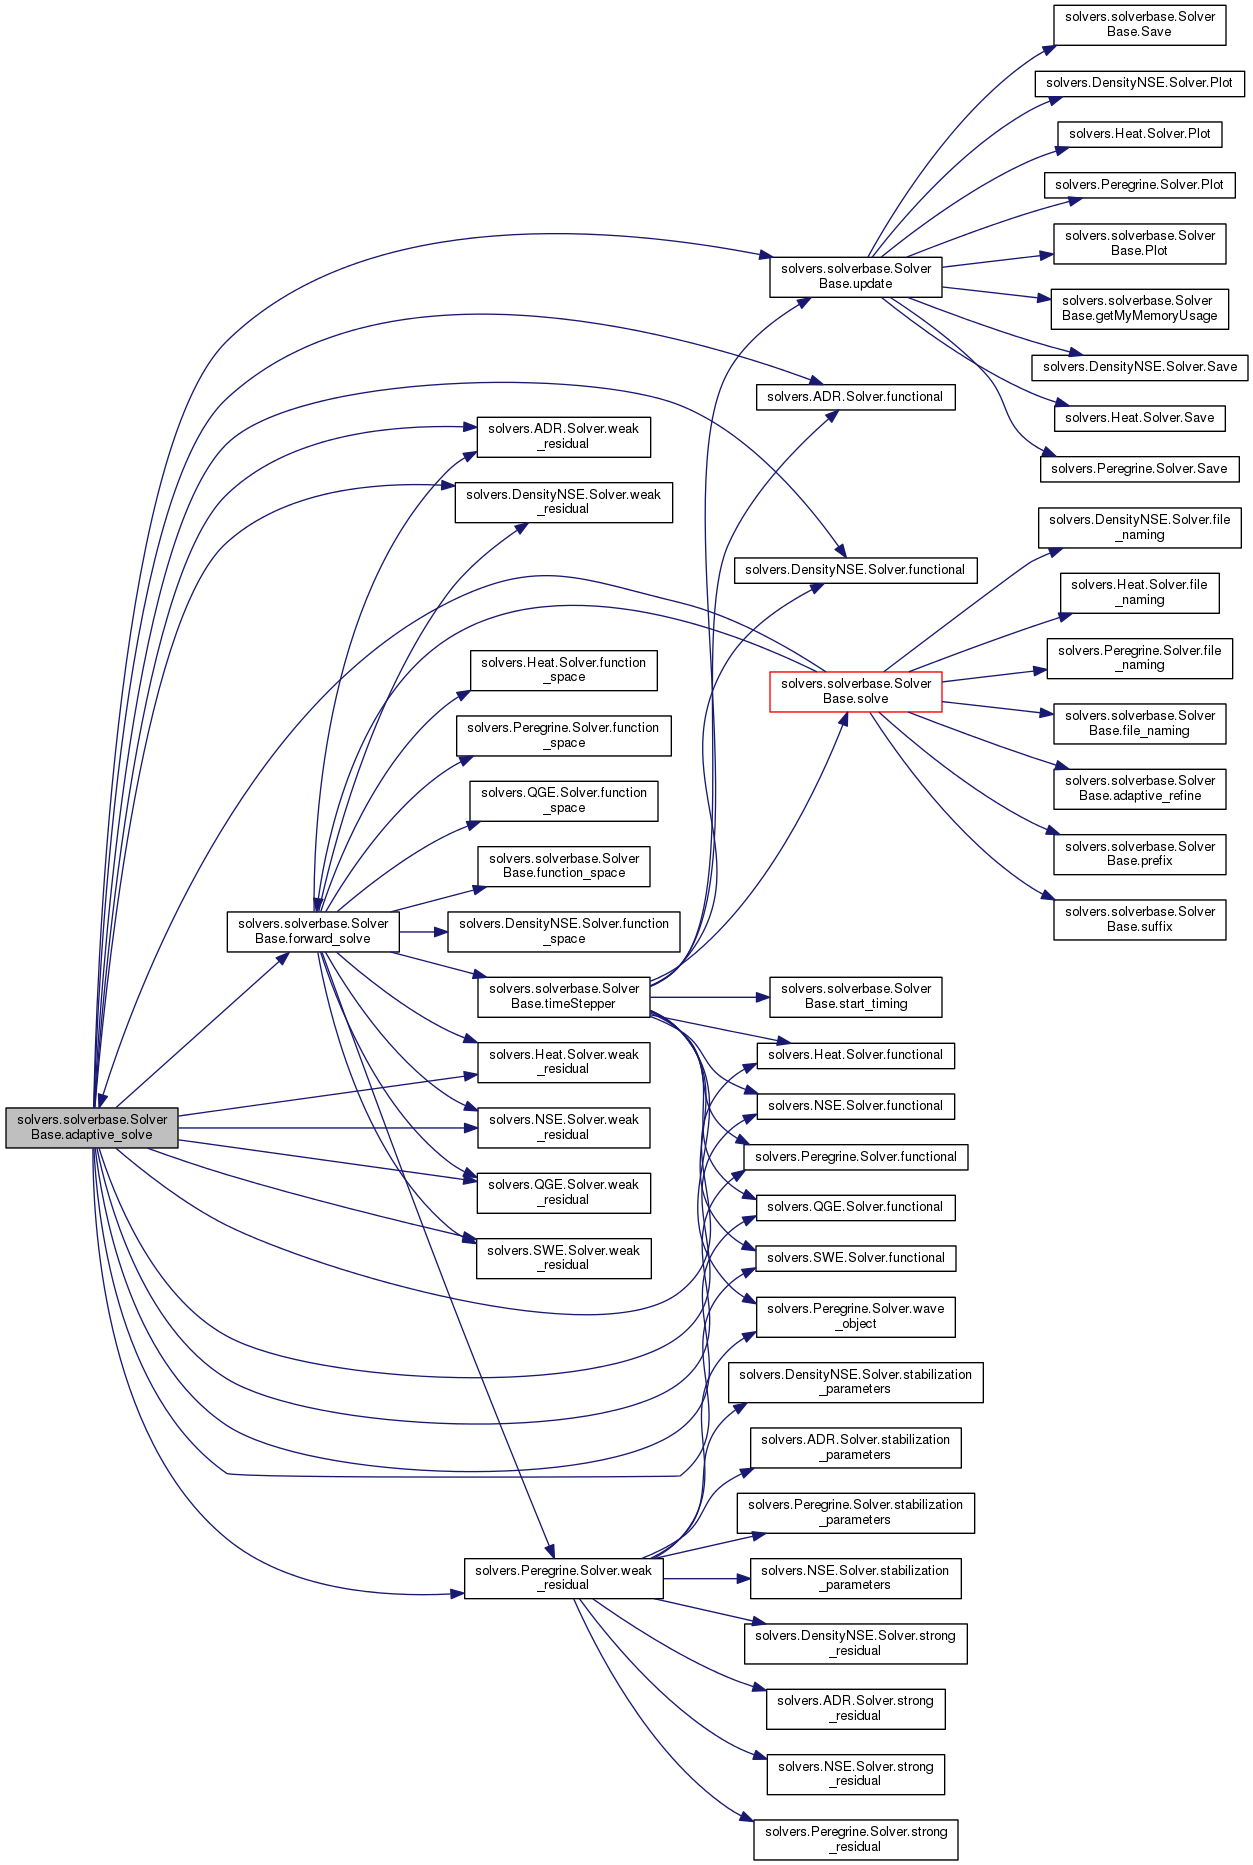 solvers.solverbase.Solver
Base.Save
solvers.DensityNSE.Solver.Plot
solvers.Heat.Solver.Plot
solvers.Peregrine.Solver.Plot
solvers.solverbase.Solver
Base.Plot
solvers.solverbase.Solver
Base.update
solvers.solverbase.Solver
Base.getMyMemoryUsage
solvers.DensityNSE.Solver.Save
solvers.ADR.Solver.functional
solvers.Heat.Solver.Save
solvers.ADR.Solver.weak
_residual
solvers.Peregrine.Solver.Save
solvers.DensityNSE.Solver.weak
_residual
solvers.DensityNSE.Solver.file
_naming
solvers.DensityNSE.Solver.functional
solvers.Heat.Solver.file
_naming
solvers.Peregrine.Solver.file
_naming
solvers.Heat.Solver.function
_space
solvers.solverbase.Solver
Base.solve
solvers.solverbase.Solver
Base.file_naming
solvers.Peregrine.Solver.function
_space
solvers.solverbase.Solver
Base.adaptive_refine
solvers.QGE.Solver.function
_space
solvers.solverbase.Solver
Base.prefix
solvers.solverbase.Solver
Base.function_space
solvers.solverbase.Solver
Base.suffix
solvers.solverbase.Solver
Base.forward_solve
solvers.DensityNSE.Solver.function
_space
solvers.solverbase.Solver
Base.timeStepper
solvers.solverbase.Solver
Base.start_timing
solvers.Heat.Solver.weak
_residual
solvers.Heat.Solver.functional
solvers.NSE.Solver.functional
solvers.solverbase.Solver
Base.adaptive_solve
solvers.NSE.Solver.weak
_residual
solvers.Peregrine.Solver.functional
solvers.QGE.Solver.weak
_residual
solvers.QGE.Solver.functional
solvers.SWE.Solver.weak
_residual
solvers.SWE.Solver.functional
solvers.Peregrine.Solver.wave
_object
solvers.DensityNSE.Solver.stabilization
_parameters
solvers.ADR.Solver.stabilization
_parameters
solvers.Peregrine.Solver.stabilization
_parameters
solvers.Peregrine.Solver.weak
_residual
solvers.NSE.Solver.stabilization
_parameters
solvers.DensityNSE.Solver.strong
_residual
solvers.ADR.Solver.strong
_residual
solvers.NSE.Solver.strong
_residual
solvers.Peregrine.Solver.strong
_residual